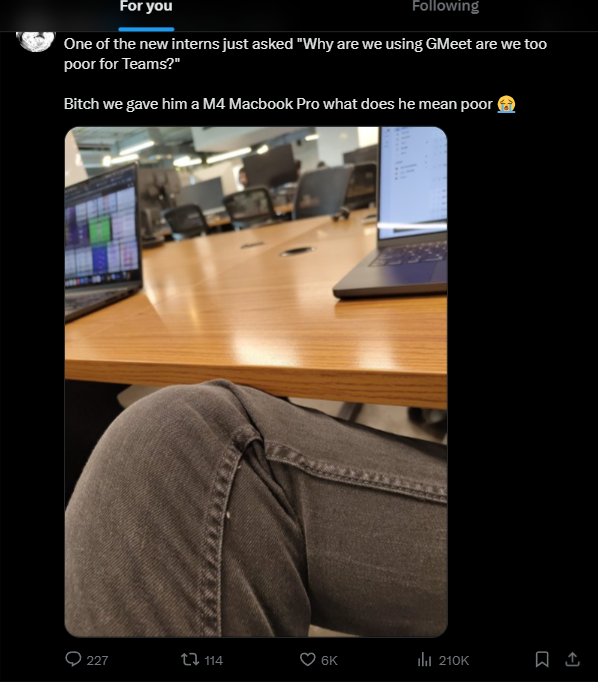 For you
Following
One of the new interns just asked "Why are we using GMeet are we too
poor for Teams?"
Bitch we gave him a M4 Macbook Pro what does he mean poor 😭
227
114
6K
210K